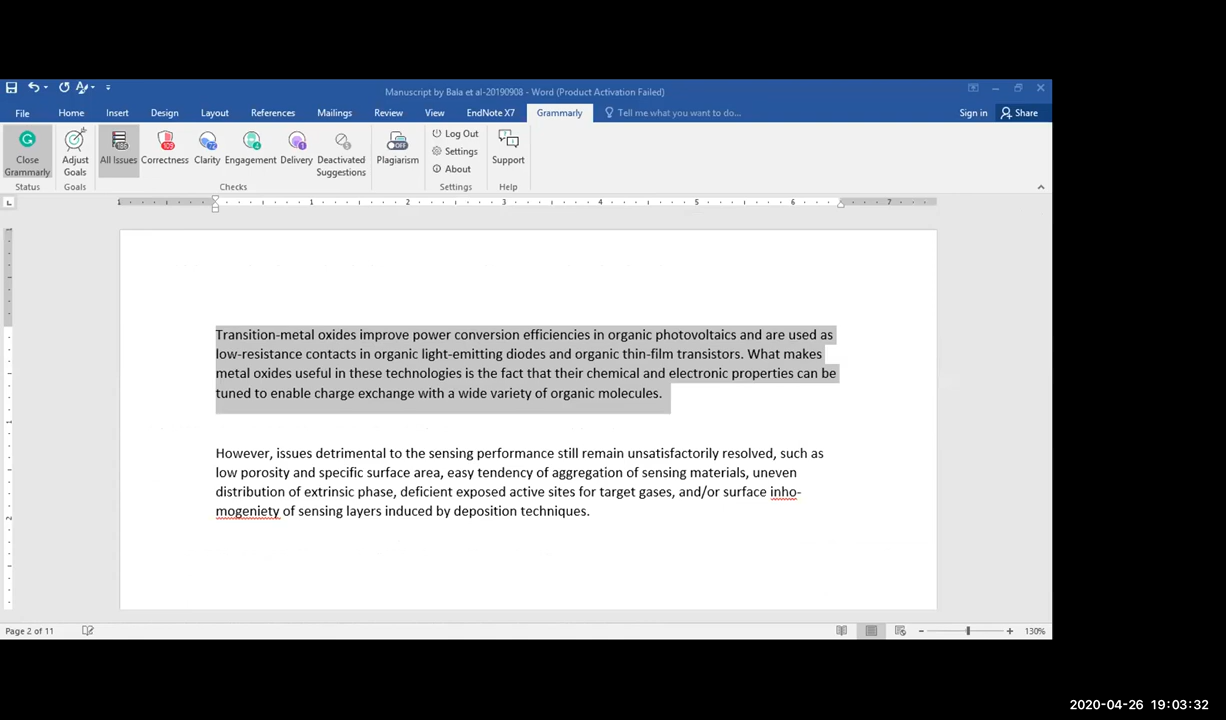 Manuscript by Bala et al-20190908 - Word (Product Activation Failed)
File Home Insert Design Layout References Mailings Review View EndNote X7 Grammarly Tell me what you want to do... Sign in Share
Close Grammarly
Adjust Goals
All Issues
Correctness
Clarity
Engagement
Delivery
Deactivated Suggestions
OFF
Plagiarism
Log Out
Settings
About
Support
Status Goals Checks Settings Help
1 1 2 3 4 5 6 7
Transition-metal oxides improve power conversion efficiencies in organic photovoltaics and are used as
low-resistance contacts in organic light-emitting diodes and organic thin-film transistors. What makes
metal oxides useful in these technologies is the fact that their chemical and electronic properties can be
tuned to enable charge exchange with a wide variety of organic molecules.
However, issues detrimental to the sensing performance still remain unsatisfactorily resolved, such as
low porosity and specific surface area, easy tendency of aggregation of sensing materials, uneven
distribution of extrinsic phase, deficient exposed active sites for target gases, and/or surface inho-
mogeniety of sensing layers induced by deposition techniques.
Page 2 of 11
130%
2020-04-26 19:03:32